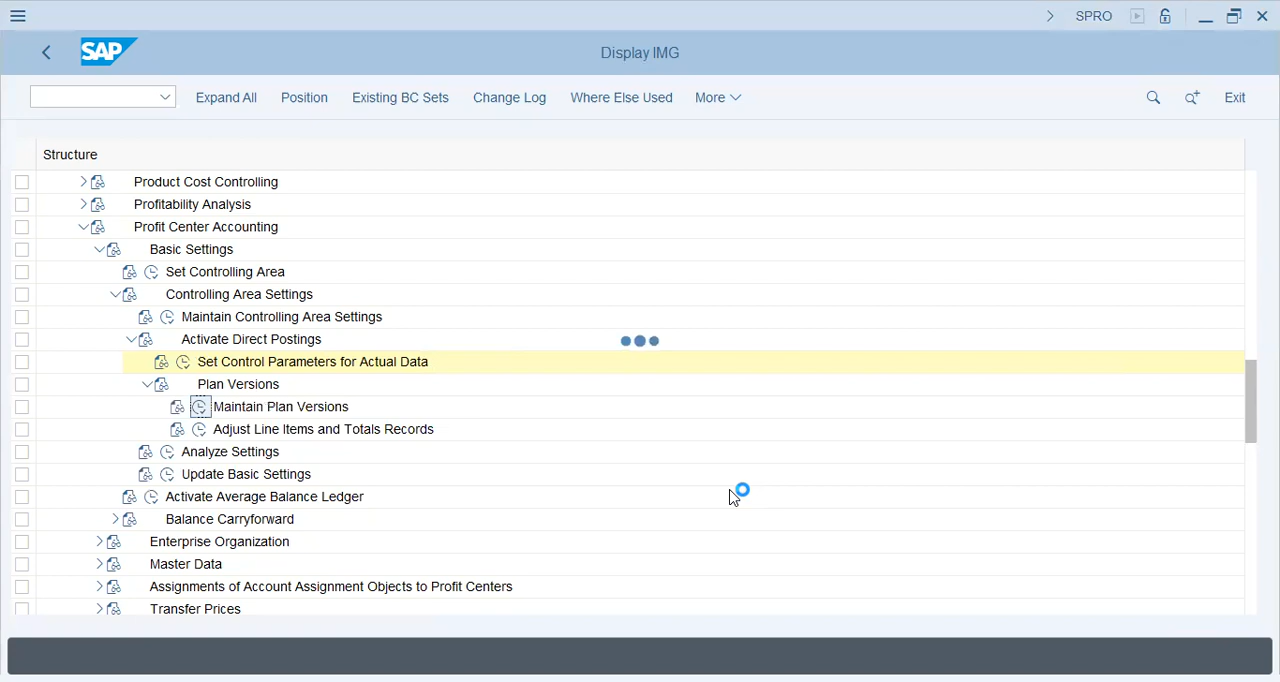 SPRO
SAP
Display IMG
Expand All
Position
Existing BC Sets
Change Log
Where Else Used
More
Exit
Structure
Product Cost Controlling
Profitability Analysis
Profit Center Accounting
Basic Settings
Set Controlling Area
Controlling Area Settings
Maintain Controlling Area Settings
Activate Direct Postings
Set Control Parameters for Actual Data
Plan Versions
Maintain Plan Versions
Adjust Line Items and Totals Records
Analyze Settings
Update Basic Settings
Activate Average Balance Ledger
Balance Carryforward
Enterprise Organization
Master Data
Assignments of Account Assignment Objects to Profit Centers
Transfer Prices